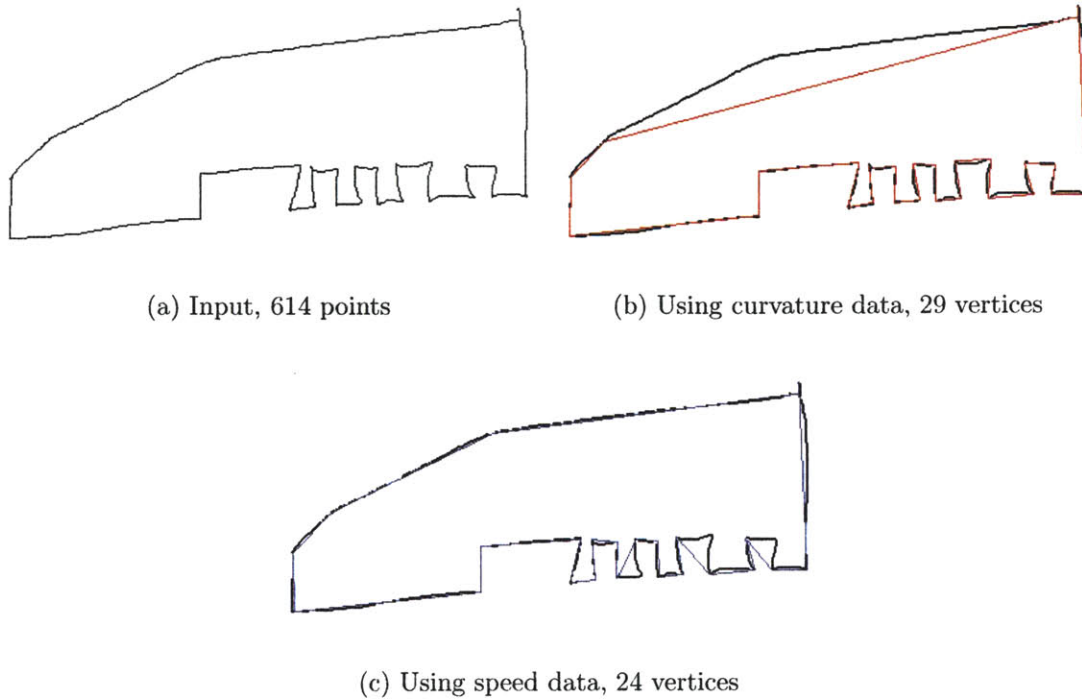 (a) Input, 614 points
(b) Using curvature data, 29 vertices
(c) Using speed data, 24 vertices